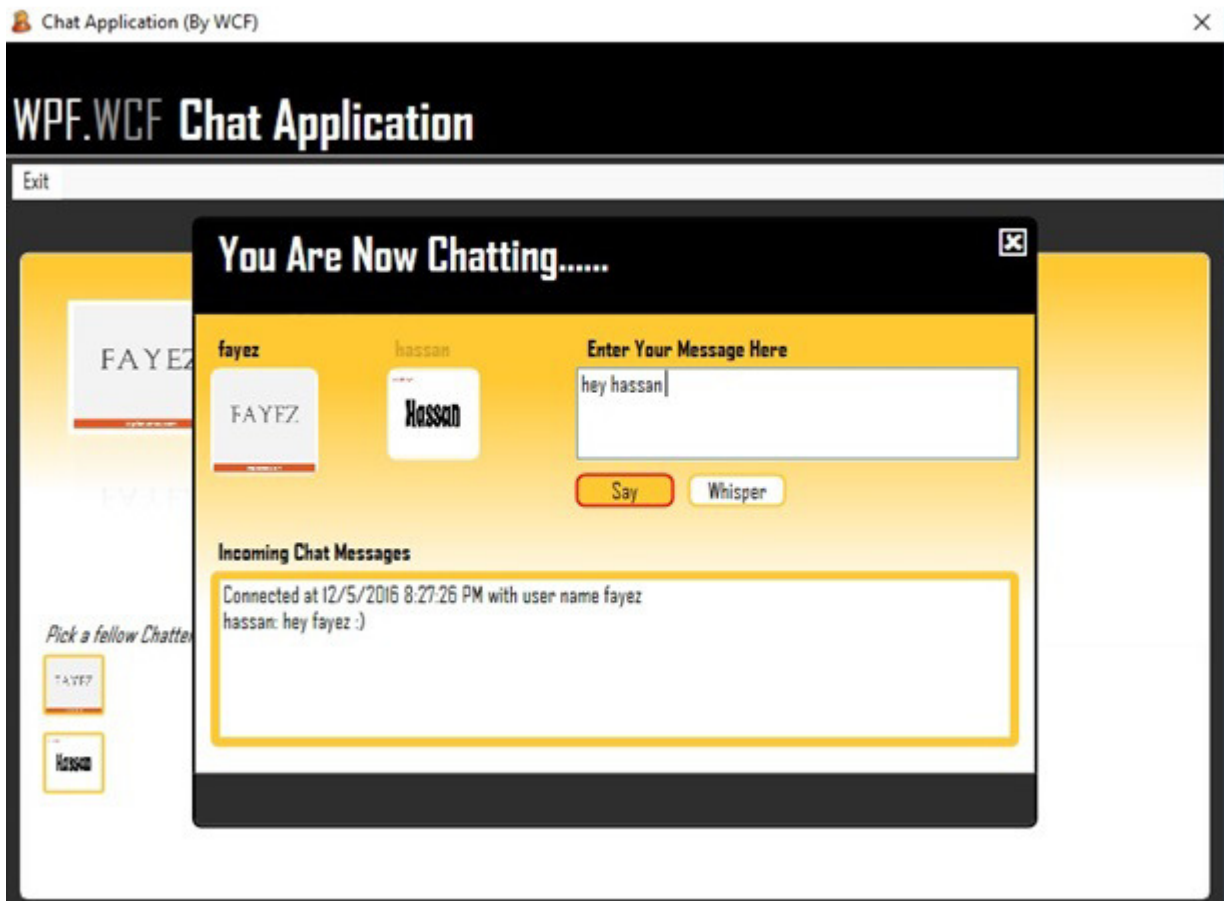 Chat Application (By WCF)
WPF.WCF Chat Application
Exit
You Are Now Chatting......
FAYEZ
fayez
hassan
Enter Your Message Here
FAYEZ
Hassan
hey hassan
Say
Whisper
Incoming Chat Messages
Connected at 12/5/2016 8:27:26 PM with user name fayez
hassan: hey fayez :)
Pick a fellow Chatter
FAYEZ
Hassan